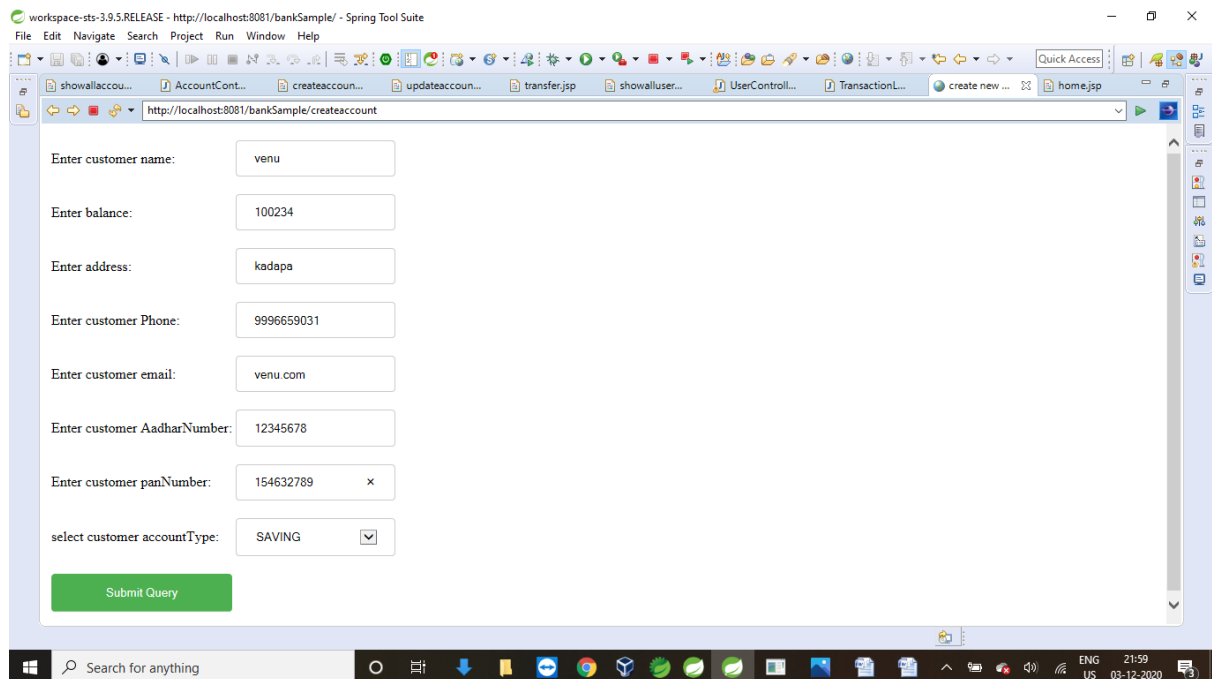 workspace-sts-3.9.5.RELEASE - http://localhost:8081/bankSample/ - Spring Tool Suite
File Edit Navigate Search Project Run Window Help
Quick Access
showallaccou... AccountCont... createaccoun... updateaccoun... transfer.jsp showalluser... UserControll... TransactionL... create new ... home.jsp
http://localhost:8081/bankSample/createaccount
Enter customer name: venu
Enter balance: 100234
Enter address: kadapa
Enter customer Phone: 9996659031
Enter customer email: venu.com
Enter customer AadharNumber: 12345678
Enter customer panNumber: 154632789
select customer accountType: SAVING
Submit Query
Search for anything
ENG 21:59
US 03-12-2020
3